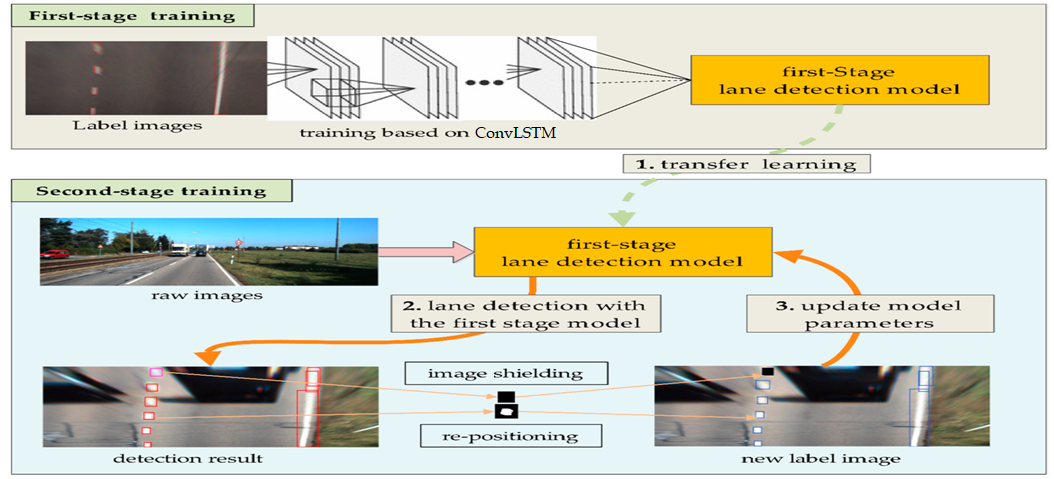 First-stage training
Label images
training based on ConvLSTM
first-Stage
lane detection model
1. transfer learning
Second-stage training
raw images
first-stage
lane detection model
2. lane detection with
the first stage model
3. update model
parameters
image shielding
re-positioning
detection result
new label image